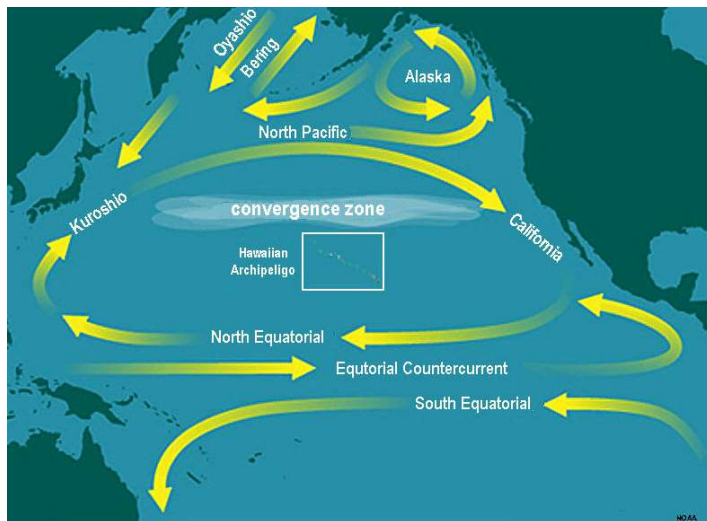 Oyashio
Bering
Alaska
North Pacific
Kuroshio
convergence zone
California
Hawaiian
Archipeligo
North Equatorial
Equtorial Countercurrent
South Equatorial
NOAA